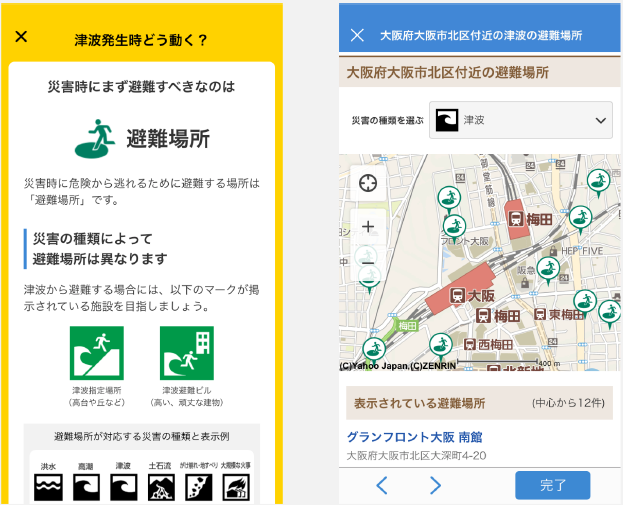 津波発生時どう動く？
災害時にまず避難すべきなのは
避難場所
災害時に危険から逃れるために避難する場所は
「避難場所」です。
災害の種類によって
避難場所は異なります
津波から避難する場合には、以下のマークが掲
示されている施設を目指しましょう。
津波指定場所
（高台や丘など）
津波避難ビル
（高い、頑丈な建物）
避難場所が対応する災害の種類と表示例
洪水 高潮 津波 土石流 がけ崩れ・地すべり 大規模な火事
大阪府大阪市北区付近の津波の避難場所
大阪府大阪市北区付近の避難場所
災害の種類を選ぶ
津波
御堂筋線
24
梅田
フロント大阪
HEP FIVE
阪急
大阪
梅田
梅田
東梅田
西梅田
北新地
400 m
(C)Yahoo Japan,(C)ZENRIN
表示されている避難場所 (中心から12件)
グランフロント大阪 南館
大阪府大阪市北区大深町4-20
完了